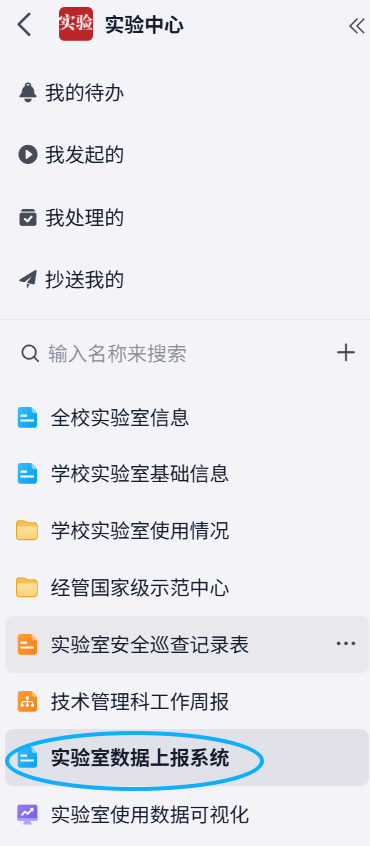 实验
实验中心
我的待办
我发起的
我处理的
抄送我的
输入名称来搜索
全校实验室信息
学校实验室基础信息
学校实验室使用情况
经管国家级示范中心
实验室安全巡查记录表
技术管理科工作周报
实验室数据上报系统
实验室使用数据可视化